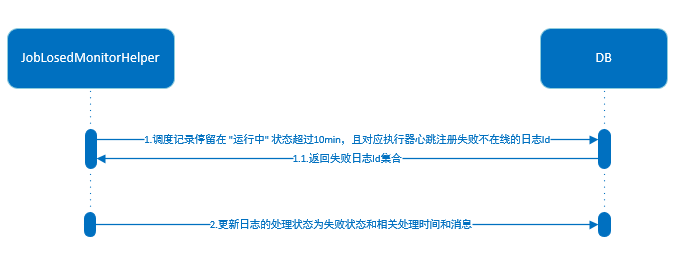 JobLosedMonitorHelper
DB
1.调度记录停留在 "运行中" 状态超过10min，且对应执行器心跳注册失败不在线的日志Id
1.1.返回失败日志Id集合
2.更新日志的处理状态为失败状态和相关处理时间和消息